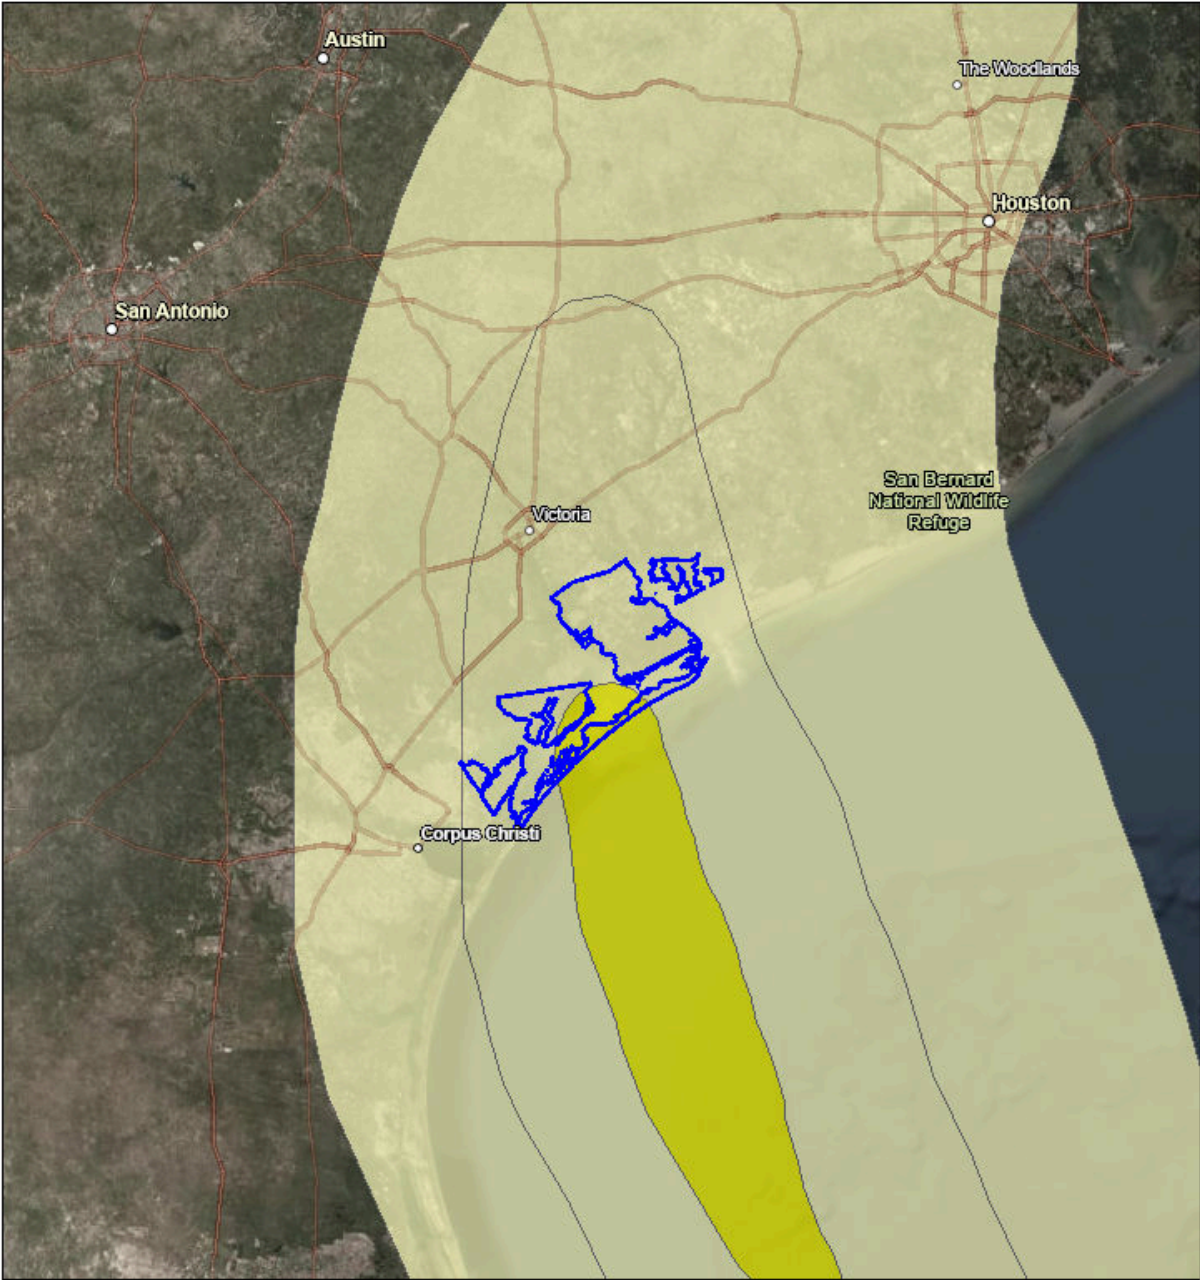 Austin
The Woodlands
Houston
San Antonio
San Bernard
National Wildlife
Refuge
Victoria
Corpus Christi